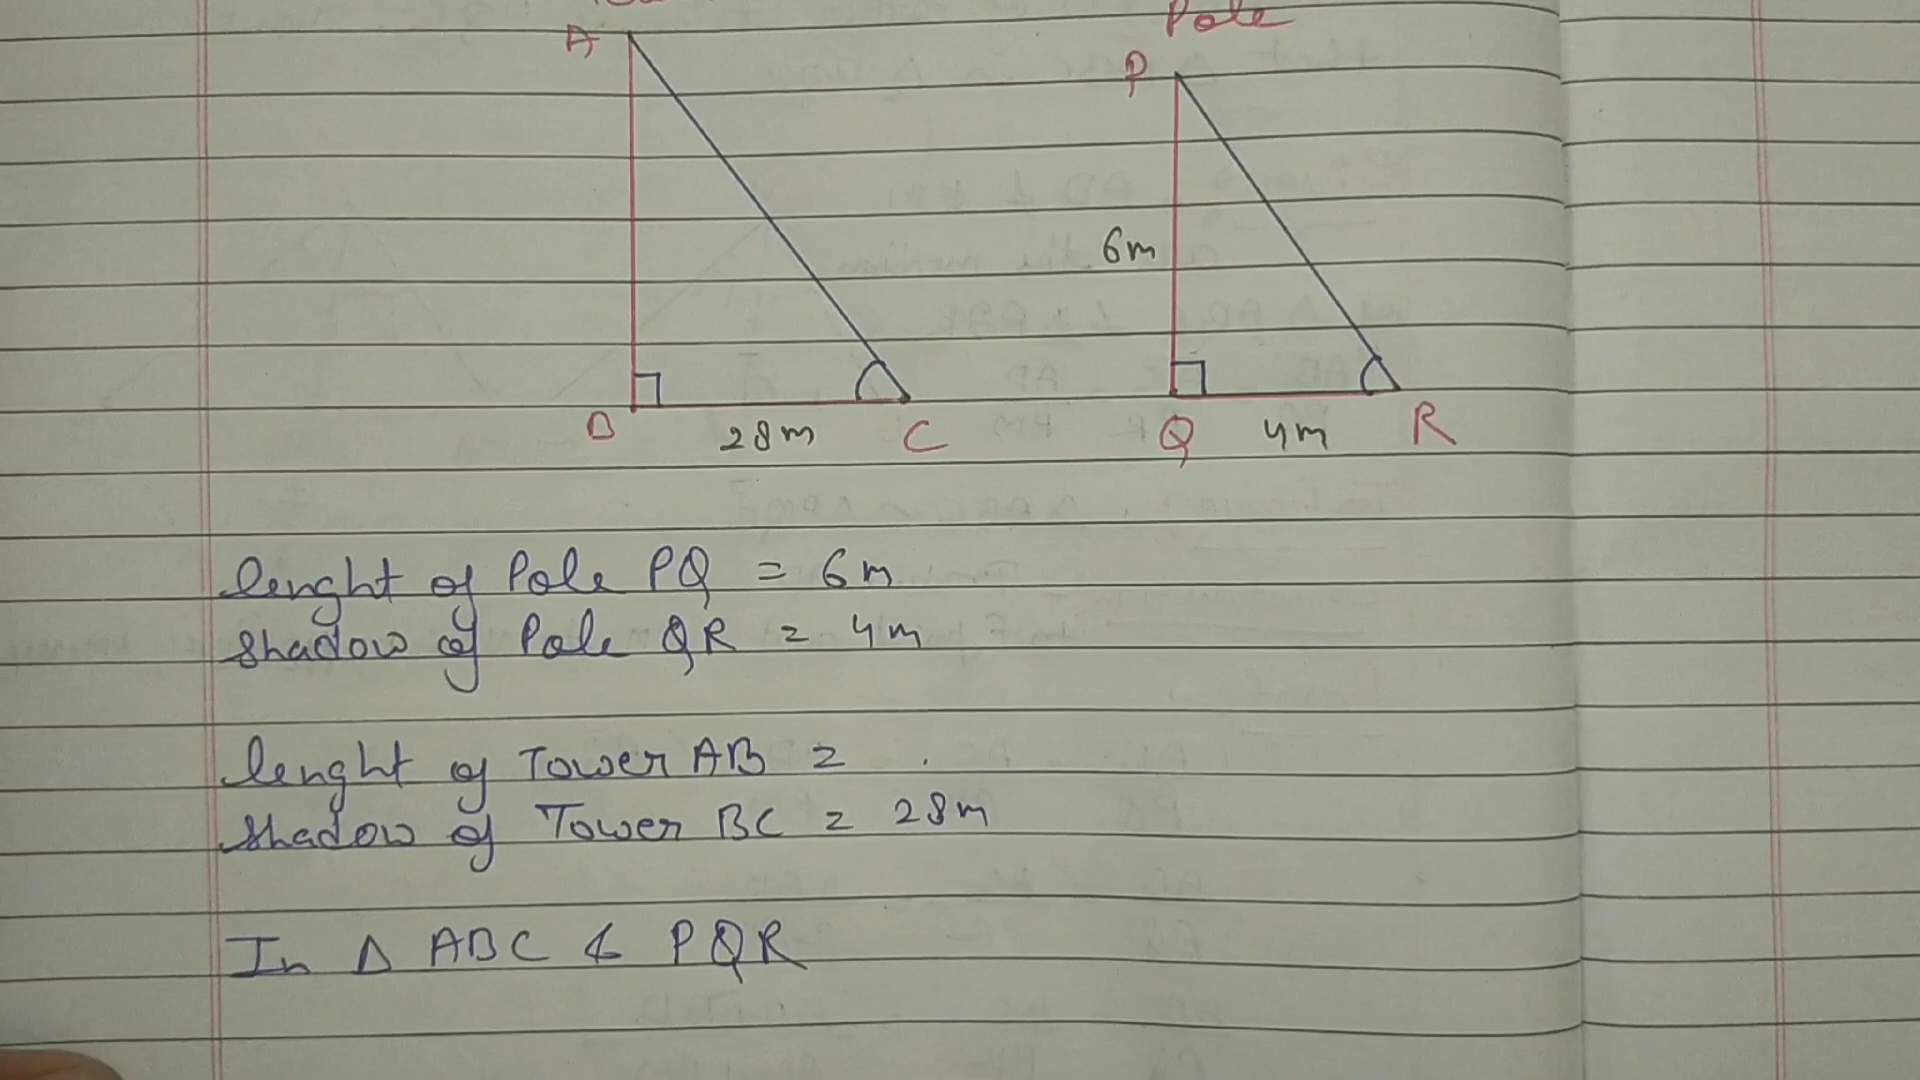 Pole
A
P
6m
B 28m C Q 4m R
lenght of Pole PQ = 6m
Shadow of Pole QR = 4m
lenght of Tower AB =
Shadow of Tower BC = 28m
In Δ ABC & PQR